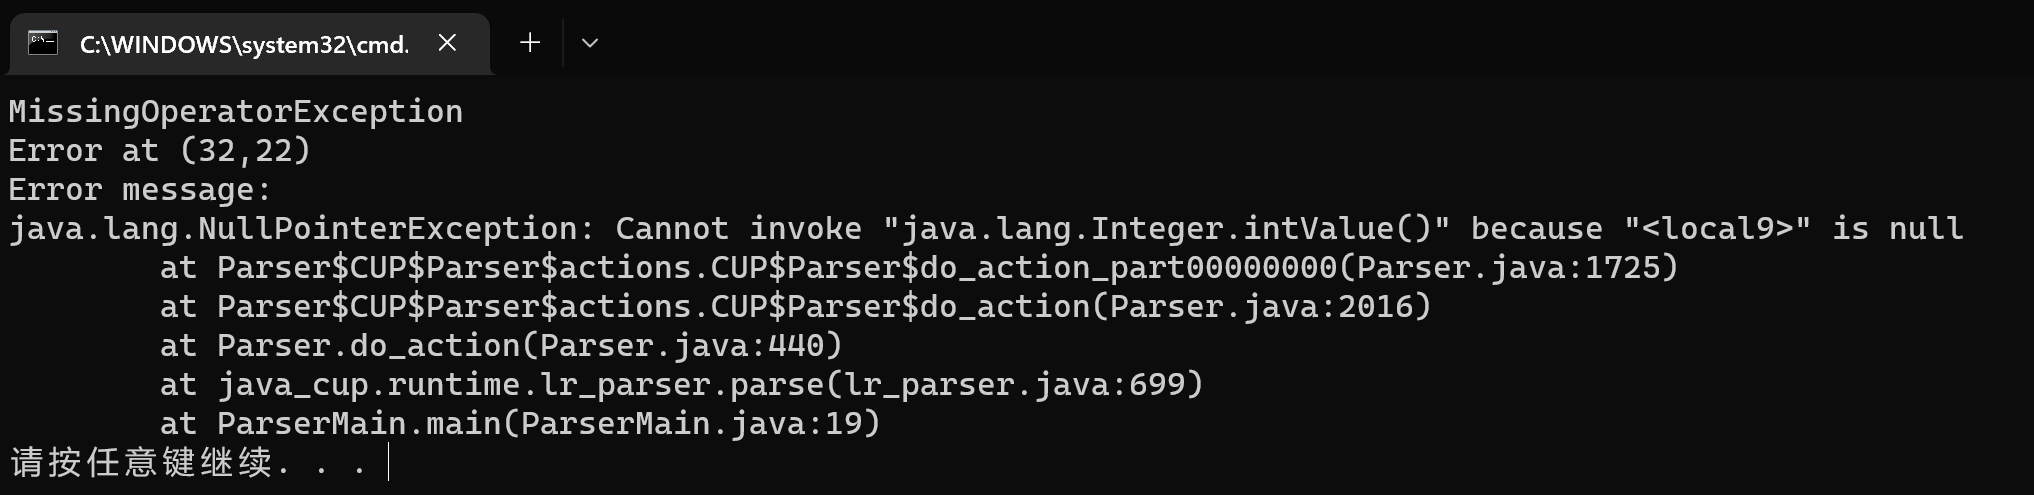 C:\WINDOWS\system32\cmd.
MissingOperatorException
Error at (32,22)
Error message:
java.lang.NullPointerException: Cannot invoke "java.lang.Integer.intValue()" because "<local9>" is null
at Parser$CUP$Parser$actions.CUP$Parser$do_action_part00000000(Parser.java:1725)
at Parser$CUP$Parser$actions.CUP$Parser$do_action(Parser.java:2016)
at Parser.do_action(Parser.java:440)
at java_cup.runtime.lr_parser.parse(lr_parser.java:699)
at ParserMain.main(ParserMain.java:19)
请按任意键继续. . .